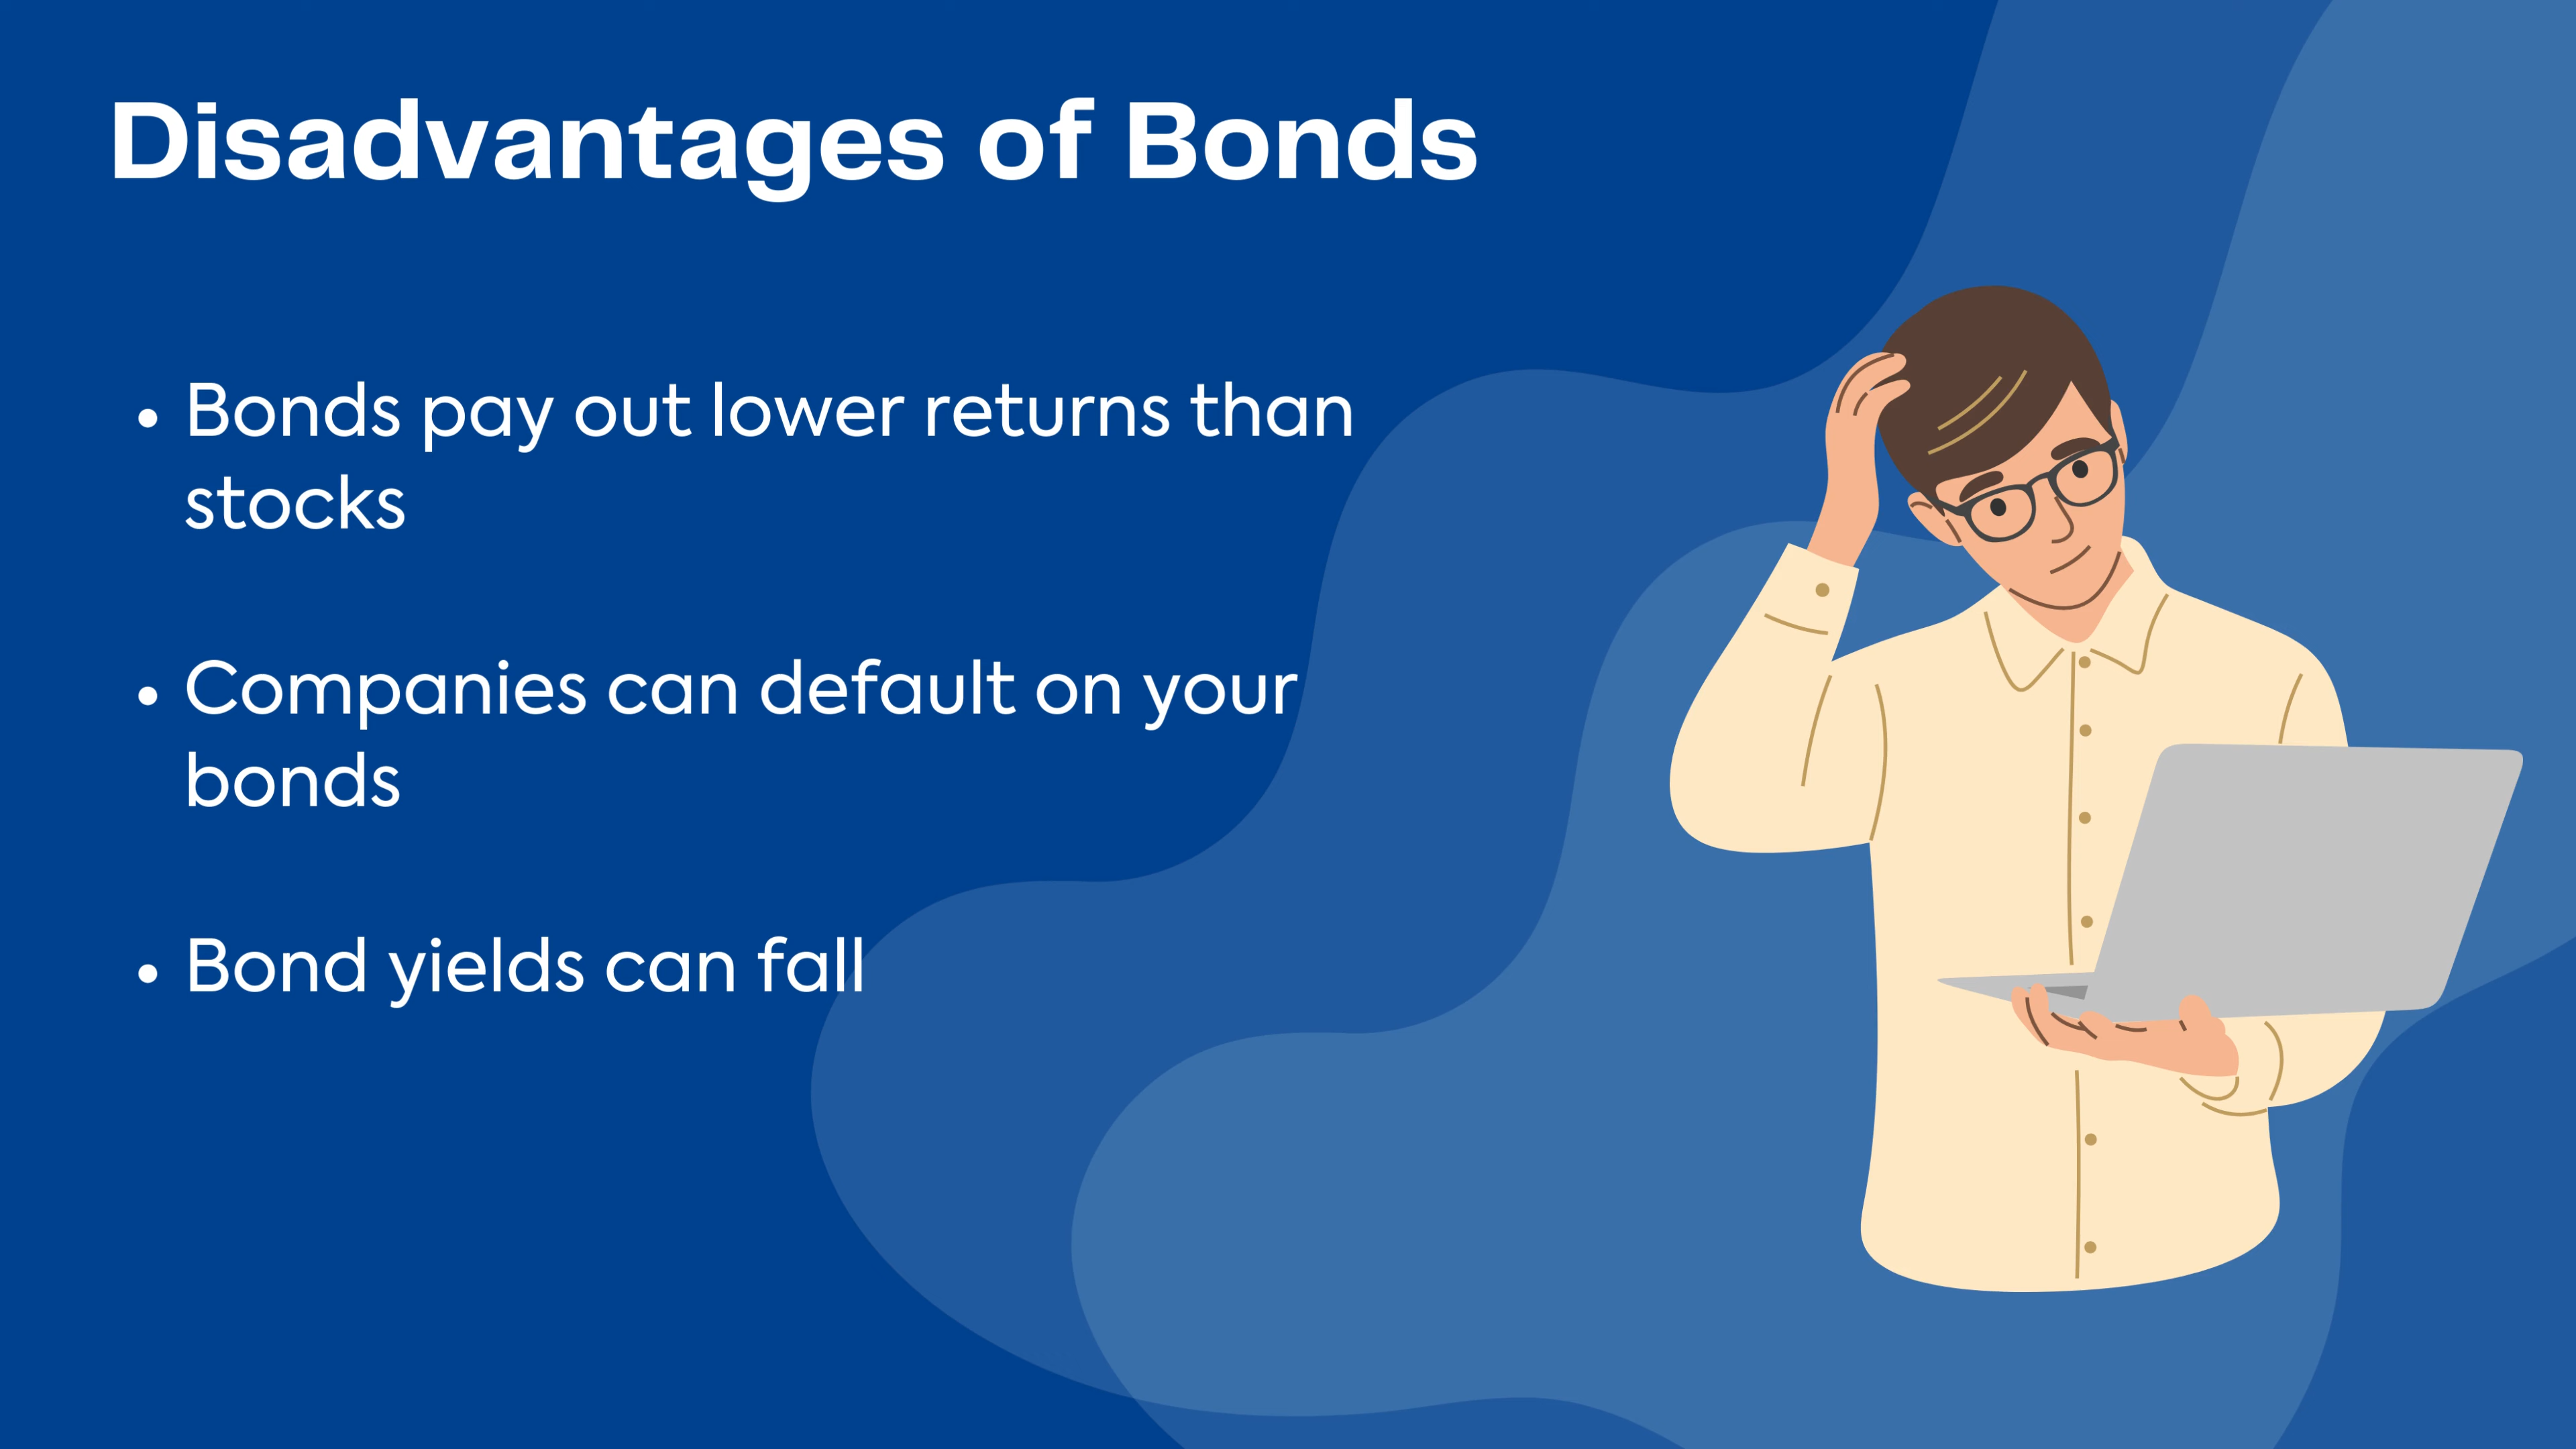 Disadvantages of Bonds
• Bonds pay out lower returns than
stocks
• Companies can default on your
bonds
• Bond yields can fall